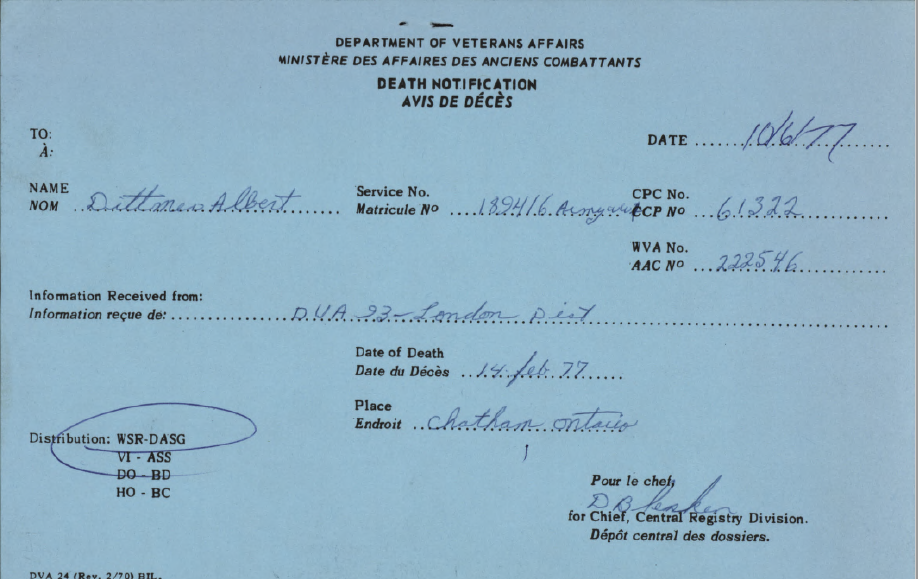 DEPARTMENT OF VETERANS AFFAIRS
MINISTÈRE DES AFFAIRES DES ANCIENS COMBATTANTS
DEATH NOTIFICATION
AVIS DE DÉCÈS
TO:
À:
DATE 10/6/77
NAME
NOM Dittmer Albert
Service No.
Matricule Nº 189416 Army
CPC No.
CCP Nº 61322
WVA No.
AAC Nº 222546
Information Received from:
Information reçue de: DVA 93-London Dist
Date of Death
Date du Décès 14 Feb 77
Place
Endroit Chatham Ontario
Distribution: WSR-DASG
VI - ASS
DO - BD
HO - BC
Pour le chef,
D B
for Chief, Central Registry Division.
Dépôt central des dossiers.
DVA 24 (Rev. 2/70) BIL.